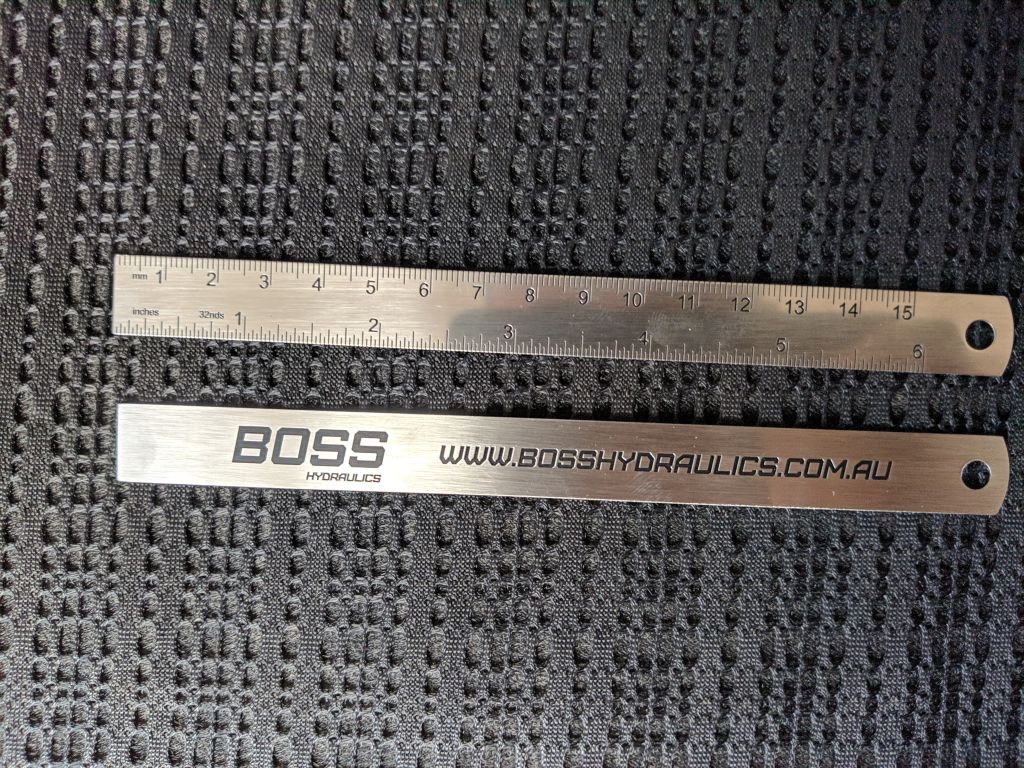 mm 1 2 3 4 5 6 7 8 9 10 11 12 13 14 15
inches 32nds 1 2 3 4 5 6
BOSS
HYDRAULICS
WWW.BOSSHYDRAULICS.COM.AU